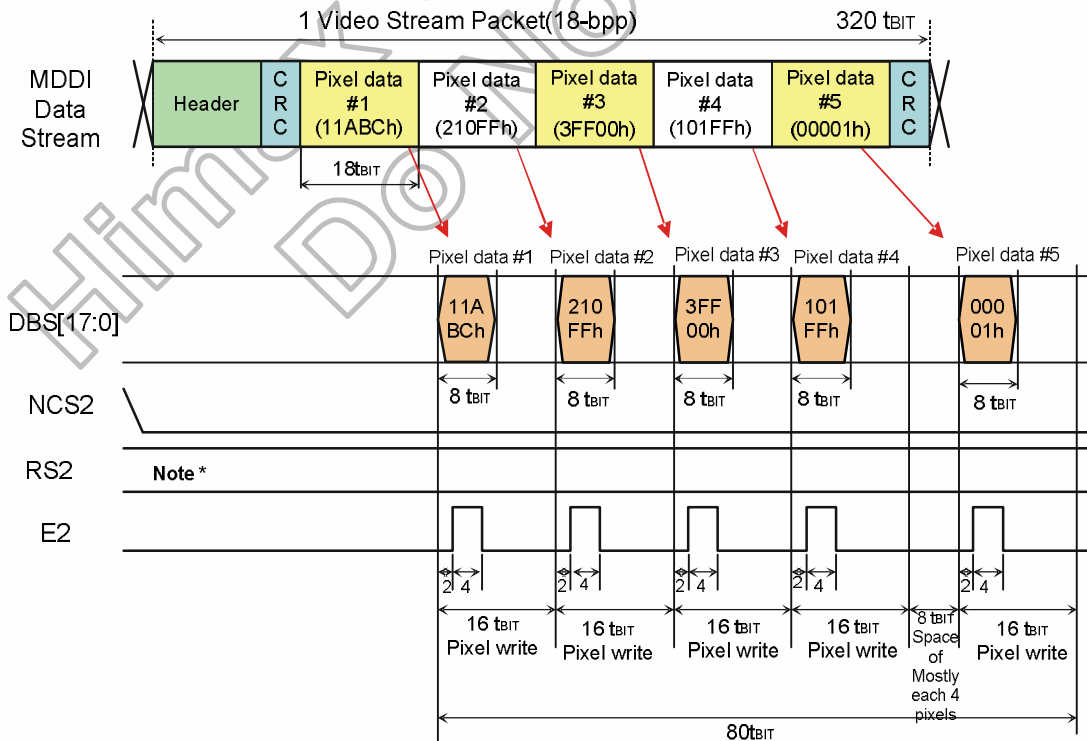 1 Video Stream Packet(18-bpp)
320 tBIT
MDDI
Data
Stream
Header
C
R
C
Pixel data
#1
(11ABCh)
Pixel data
#2
(210FFh)
Pixel data
#3
(3FF00h)
Pixel data
#4
(101FFh)
Pixel data
#5
(00001h)
C
R
C
18tBIT
Himax
Do No
Pixel data #1
Pixel data #2
Pixel data #3
Pixel data #4
Pixel data #5
DBS[17:0]
11A
BCh
210
FFh
3FF
00h
101
FFh
000
01h
8 tBIT
8 tBIT
8 tBIT
8 tBIT
8 tBIT
NCS2
RS2
Note *
E2
2
4
2
4
2
4
2
4
2
4
16 tBIT
Pixel write
16 tBIT
Pixel write
16 tBIT
Pixel write
16 tBIT
Pixel write
8 tBIT
Space
of
Mostly
each 4
pixels
16 tBIT
Pixel write
80tBIT